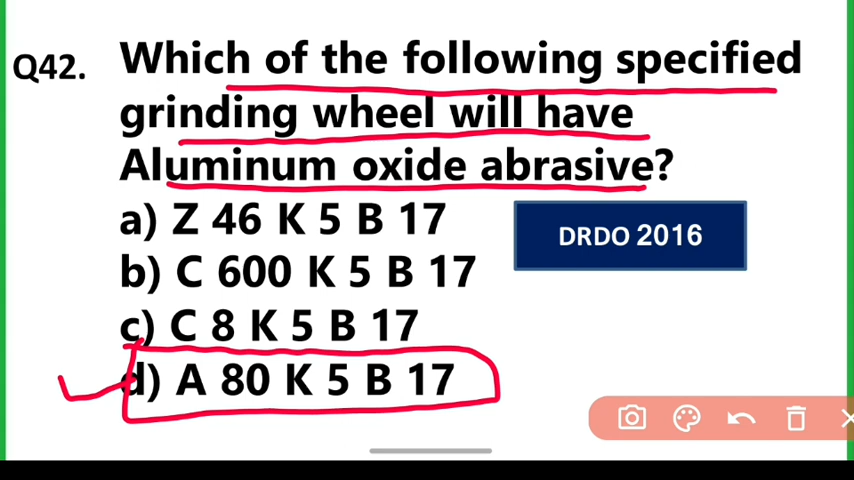 Q42. Which of the following specified
grinding wheel will have
Aluminum oxide abrasive?
a) Z 46 K 5 B 17
DRDO 2016
b) C 600 K 5 B 17
c) C 8 K 5 B 17
d) A 80 K 5 B 17